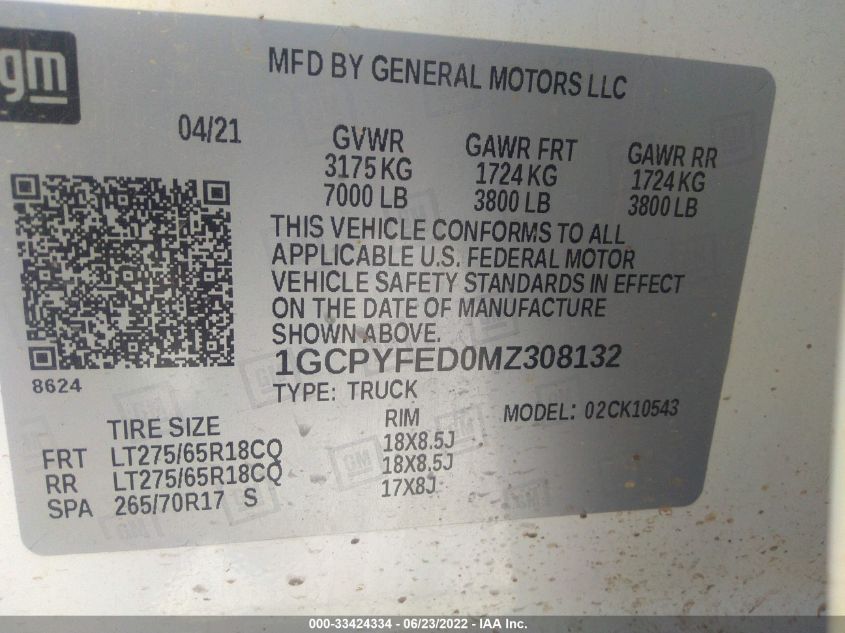 gm
MFD BY GENERAL MOTORS LLC
04/21
GVWR
3175 KG
7000 LB
GAWR FRT
1724 KG
3800 LB
GAWR RR
1724 KG
3800 LB
THIS VEHICLE CONFORMS TO ALL
APPLICABLE U.S. FEDERAL MOTOR
VEHICLE SAFETY STANDARDS IN EFFECT
ON THE DATE OF MANUFACTURE
SHOWN ABOVE.
8624
1GCPYFED0MZ308132
TYPE: TRUCK
MODEL: 02CK10543
TIRE SIZE RIM
FRT LT275/65R18CQ 18X8.5J
RR LT275/65R18CQ 18X8.5J
SPA 265/70R17 S 17X8J
000-33424334 - 06/23/2022 - IAA Inc.